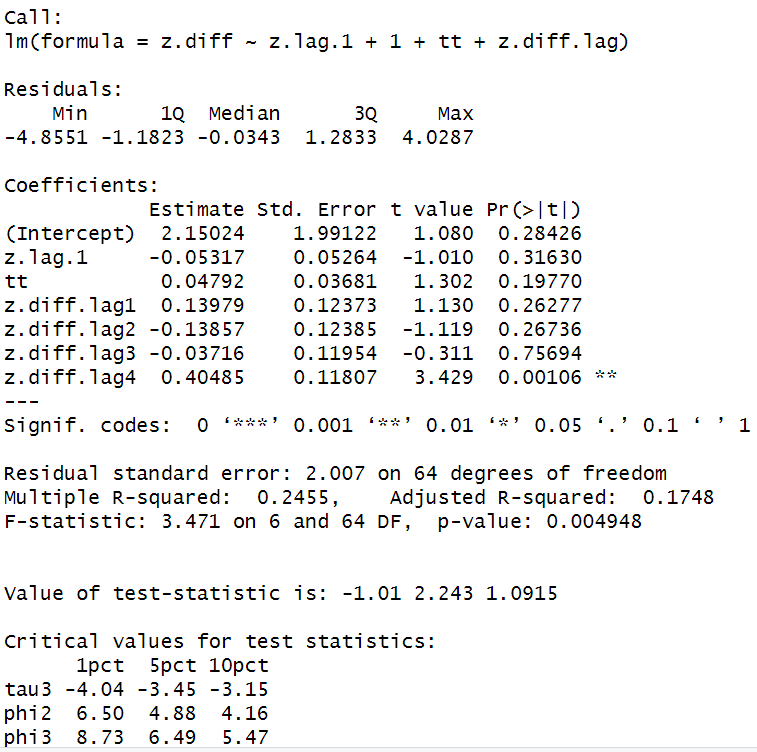 Call:
lm(formula = z.diff ~ z.lag.1 + 1 + tt + z.diff.lag)
Residuals:
Min 1Q Median 3Q Max
-4.8551 -1.1823 -0.0343 1.2833 4.0287
Coefficients:
Estimate Std. Error t value Pr(>|t|)
(Intercept) 2.15024 1.99122 1.080 0.28426
z.lag.1 -0.05317 0.05264 -1.010 0.31630
tt 0.04792 0.03681 1.302 0.19770
z.diff.lag1 0.13979 0.12373 1.130 0.26277
z.diff.lag2 -0.13857 0.12385 -1.119 0.26736
z.diff.lag3 -0.03716 0.11954 -0.311 0.75694
z.diff.lag4 0.40485 0.11807 3.429 0.00106 **
---
Signif. codes: 0 ‘***’ 0.001 ‘**’ 0.01 ‘*’ 0.05 ‘.’ 0.1 ‘ ’ 1
Residual standard error: 2.007 on 64 degrees of freedom
Multiple R-squared: 0.2455, Adjusted R-squared: 0.1748
F-statistic: 3.471 on 6 and 64 DF, p-value: 0.004948
Value of test-statistic is: -1.01 2.243 1.0915
Critical values for test statistics:
1pct 5pct 10pct
tau3 -4.04 -3.45 -3.15
phi2 6.50 4.88 4.16
phi3 8.73 6.49 5.47